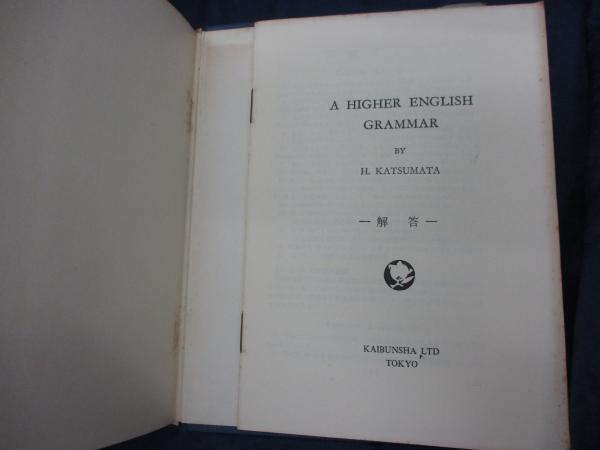 A HIGHER ENGLISH
GRAMMAR
BY
H. KATSUMATA
—解 答—
KAIBUNSHA LTD
TOKYO